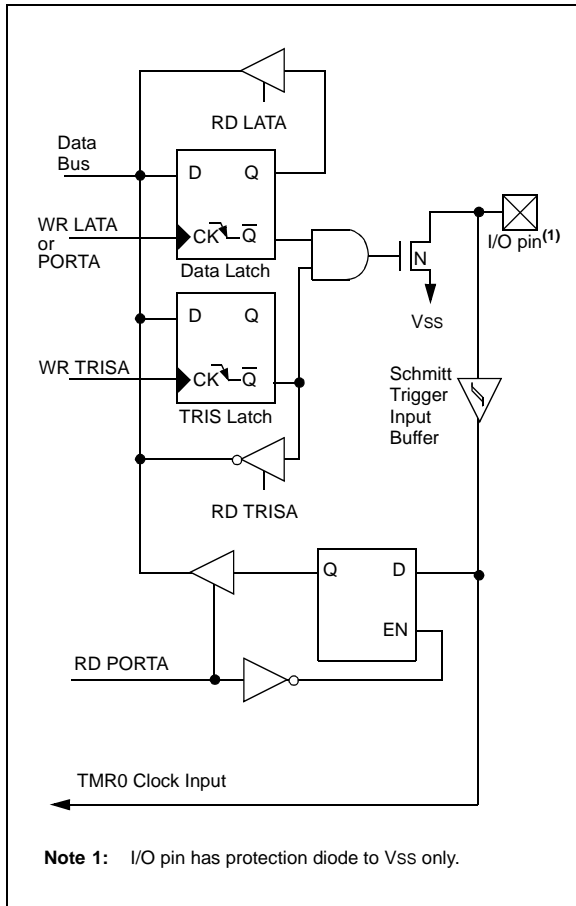 RD LATA
Data
Bus
D Q
WR LATA
or
PORTA
CK Q
Data Latch
N
I/O pin(1)
VSS
D Q
WR TRISA
CK Q
TRIS Latch
Schmitt
Trigger
Input
Buffer
RD TRISA
Q D
EN
RD PORTA
TMR0 Clock Input
Note 1: I/O pin has protection diode to VSS only.